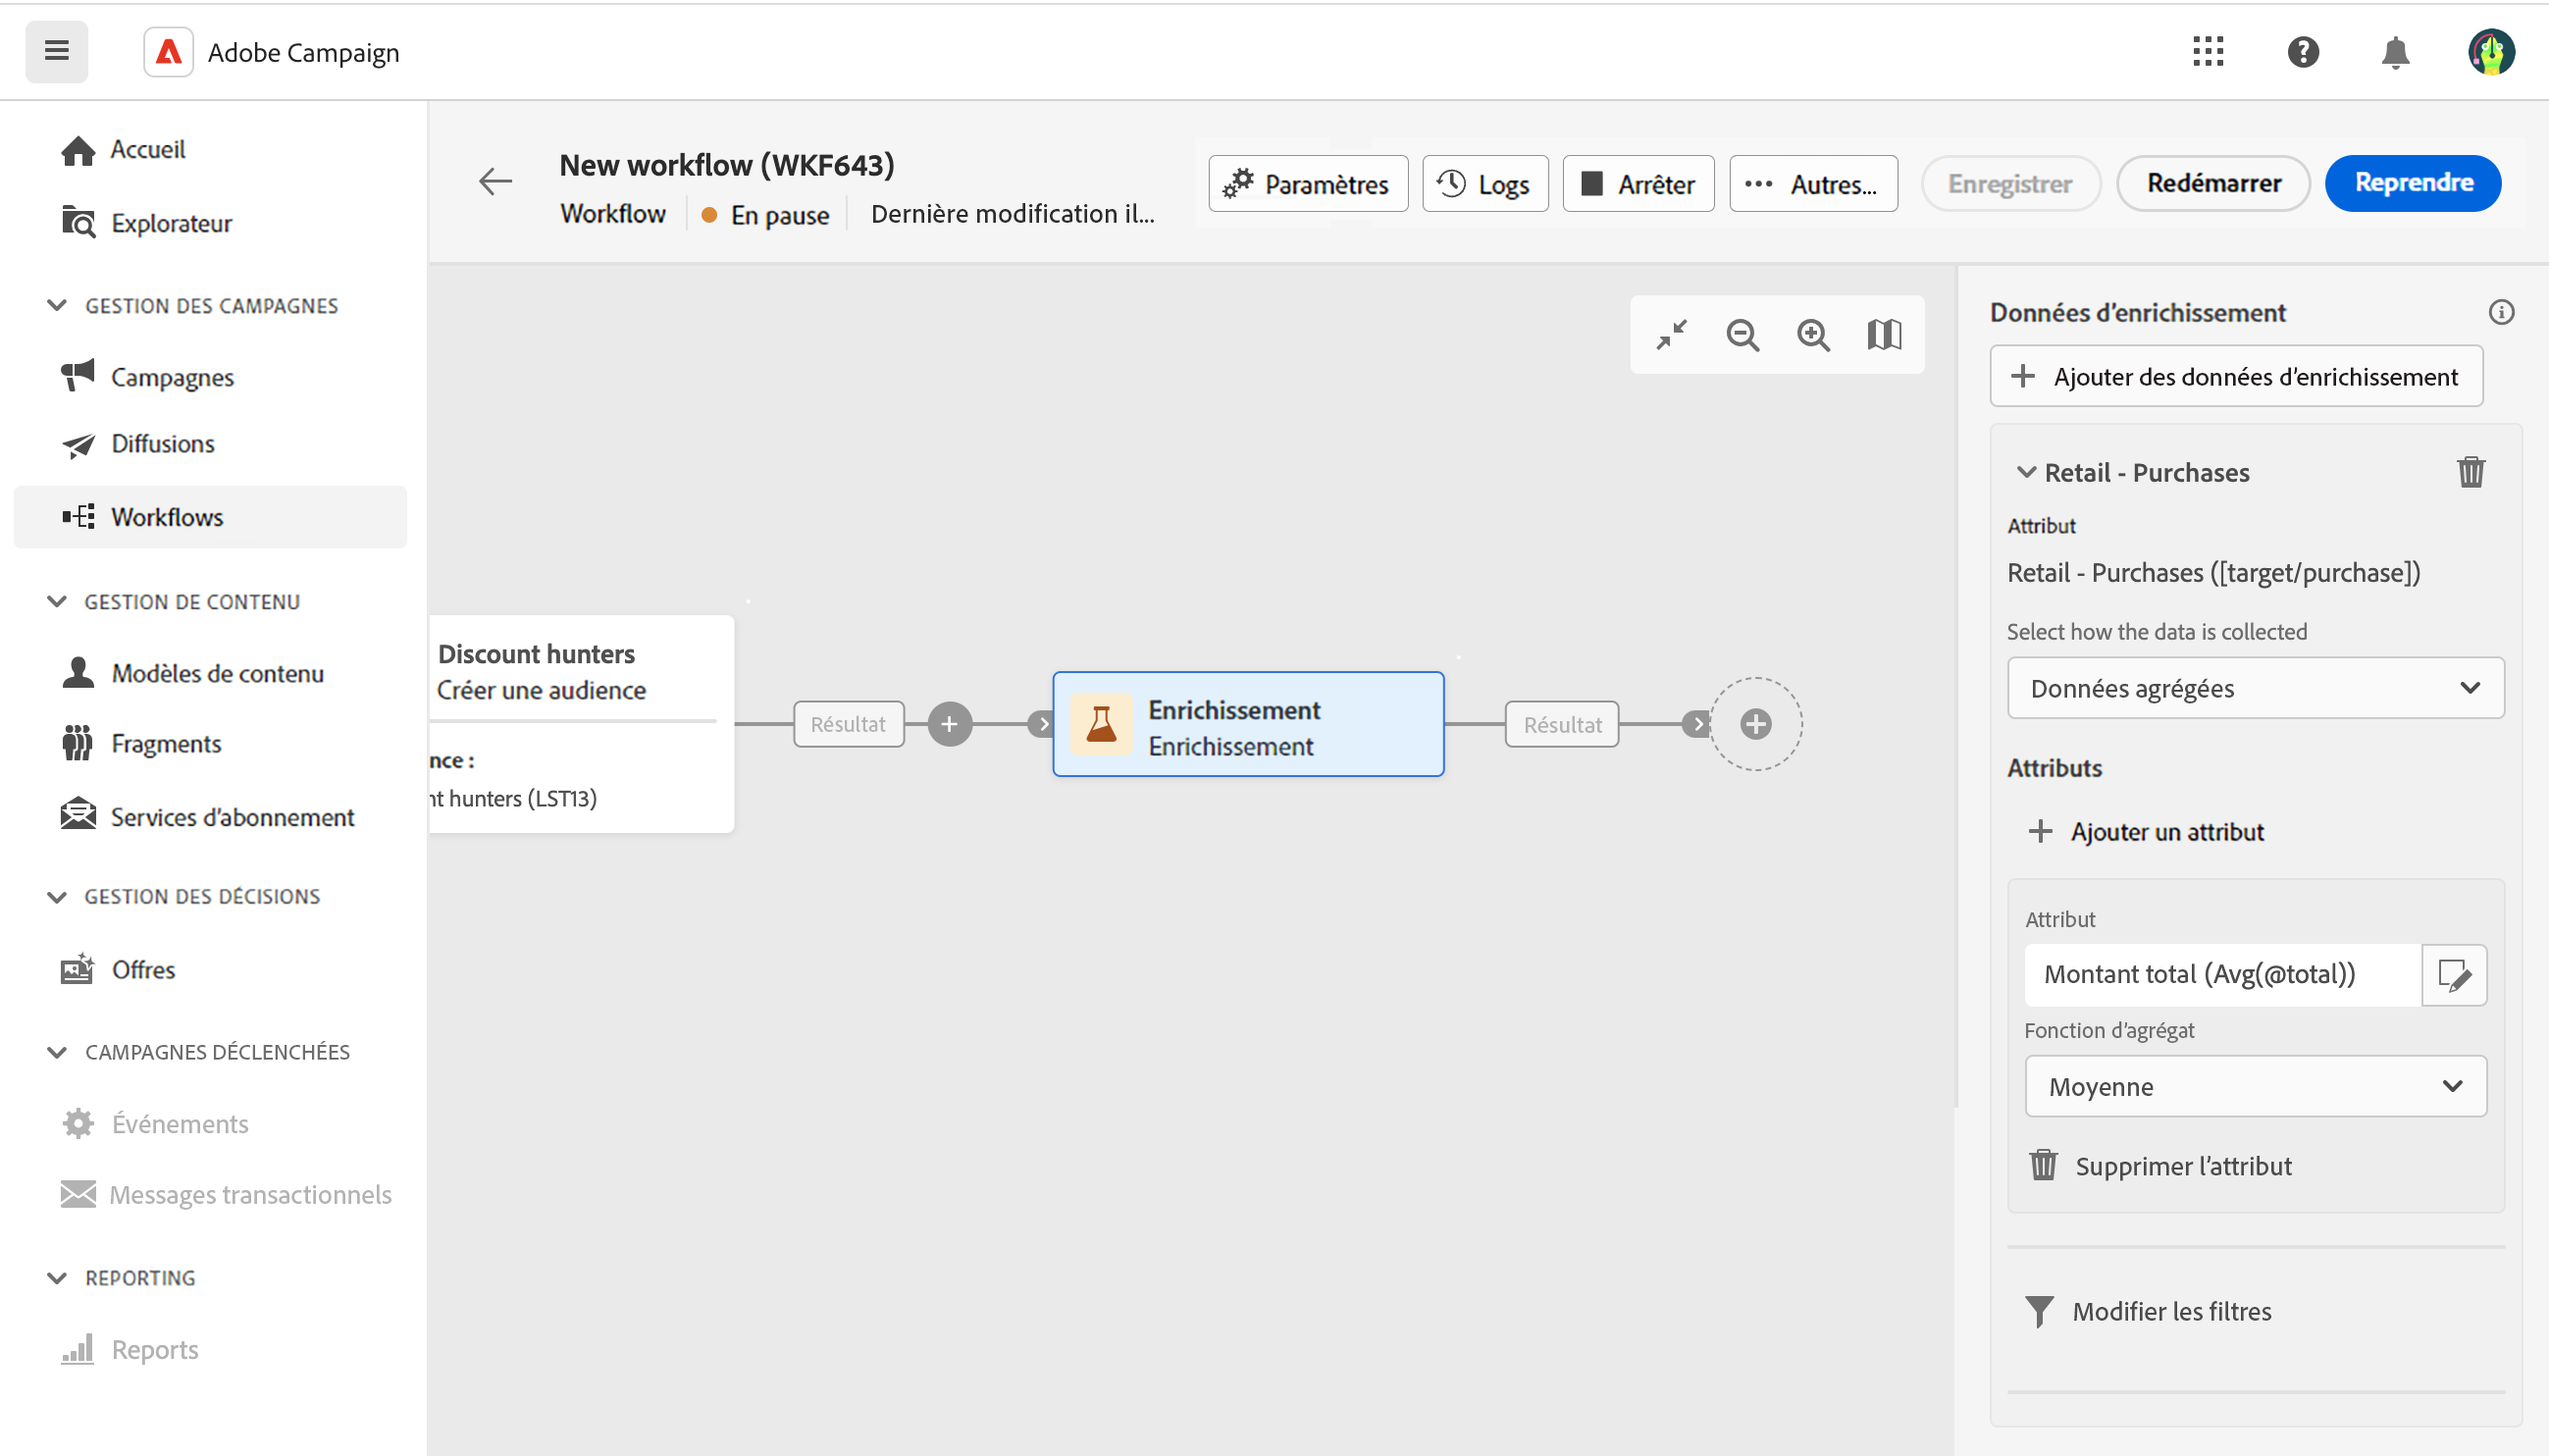 Adobe Campaign
Accueil
Explorateur
GESTION DES CAMPAGNES
Campagnes
Diffusions
Workflows
GESTION DE CONTENU
Modèles de contenu
Fragments
Services d’abonnement
GESTION DES DÉCISIONS
Offres
CAMPAGNES DÉCLENCHÉES
Événements
Messages transactionnels
REPORTING
Reports
New workflow (WKF643)
Workflow
En pause
Dernière modification il...
Paramètres
Logs
Arrêter
Autres...
Enregistrer
Redémarrer
Reprendre
Discount hunters
Créer une audience
nce :
nt hunters (LST13)
Résultat
Enrichissement
Enrichissement
Résultat
Données d’enrichissement
Ajouter des données d’enrichissement
Retail - Purchases
Attribut
Retail - Purchases ([target/purchase])
Select how the data is collected
Données agrégées
Attributs
Ajouter un attribut
Attribut
Montant total (Avg(@total))
Fonction d’agrégat
Moyenne
Supprimer l’attribut
Modifier les filtres